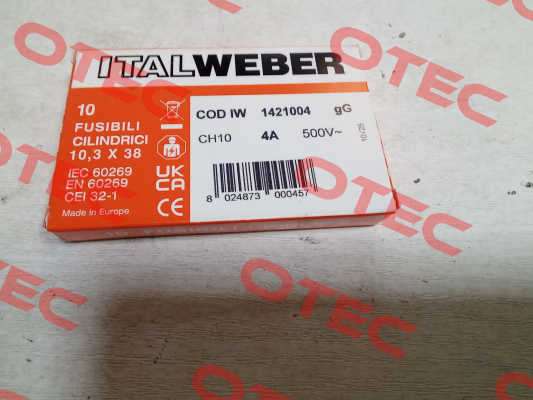 ITALWEBER
10
FUSIBILI
CILINDRICI
10,3 X 38
IEC 60269
EN 60269
CEI 32-1
Made in Europe
UK
CA
CE
COD IW 1421004 gG
CH10 4A 500V~
10/25
8 024873 000457
OTEC
OTEC
OTEC
OTEC
OTEC
OTEC
OTEC